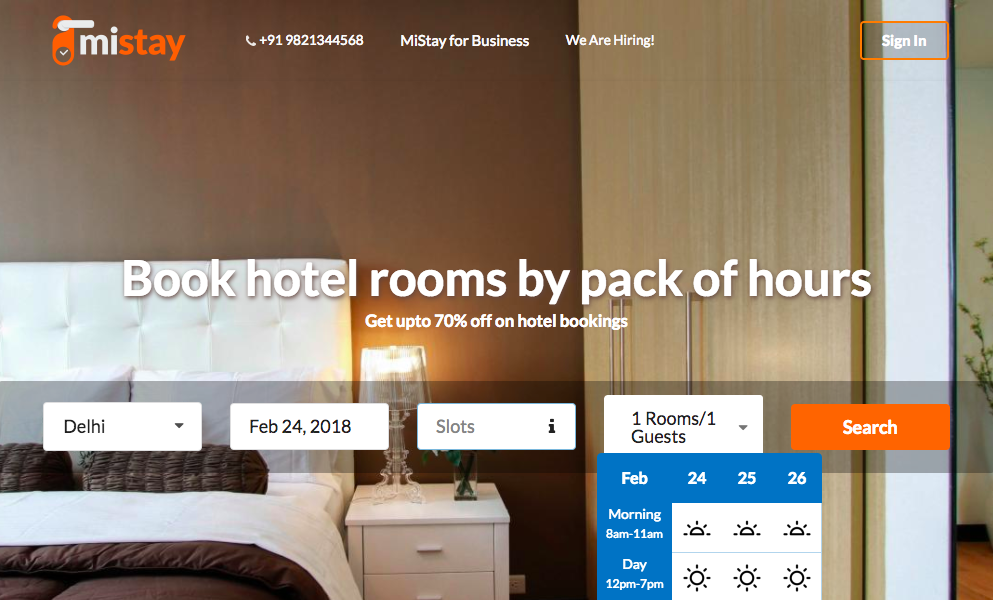 mistay
+91 9821344568
MiStay for Business
We Are Hiring!
Sign In
Book hotel rooms by pack of hours
Get upto 70% off on hotel bookings
Delhi
Feb 24, 2018
Slots
1 Rooms/1
Guests
Search
Feb 24 25 26
Morning
8am-11am
Day
12pm-7pm